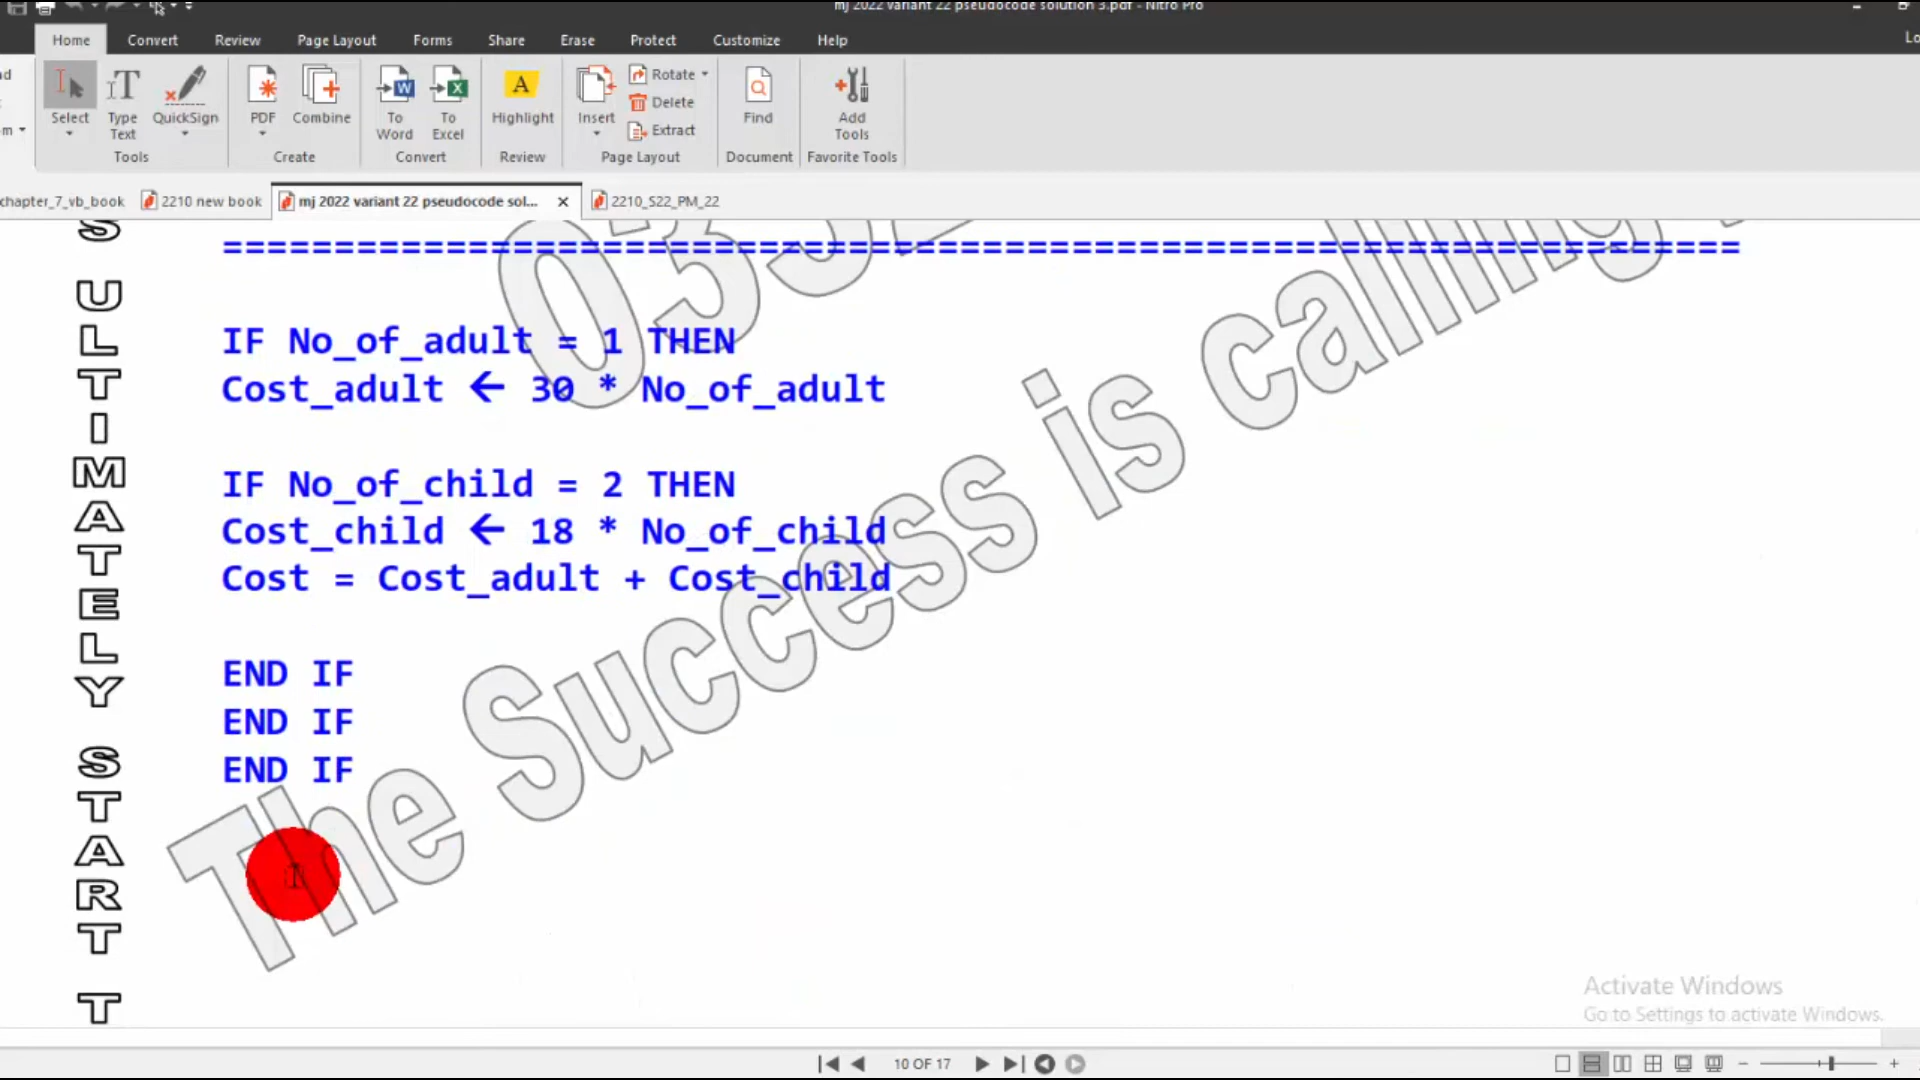 mj 2022 variant 22 pseudocode solution 3.pdf - Nitro Pro
Home Convert Review Page Layout Forms Share Erase Protect Customize Help
Select Type Text QuickSign
Tools
PDF Combine
Create
To Word To Excel
Convert
Highlight
Review
Insert Rotate Delete Extract
Page Layout
Find
Document
Add Tools
Favorite Tools
chapter_7_vb_book 2210 new book mj 2022 variant 22 pseudocode sol... 2210_S22_PM_22
S ULTIMATELY START T
==========================================================================
IF No_of_adult = 1 THEN
Cost_adult ← 30 * No_of_adult
IF No_of_child = 2 THEN
Cost_child ← 18 * No_of_child
Cost = Cost_adult + Cost_child
END IF
END IF
END IF
The Success is calling
Activate Windows
Go to Settings to activate Windows.
10 OF 17